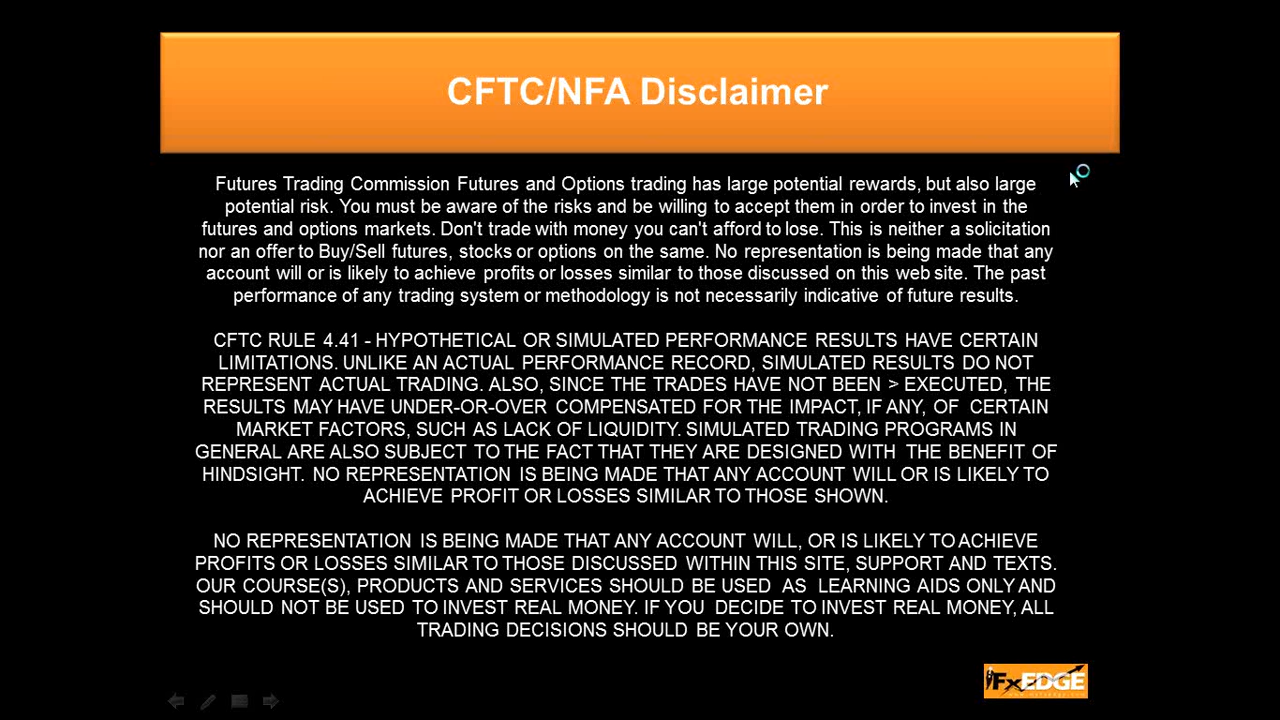 CFTC/NFA Disclaimer
Futures Trading Commission Futures and Options trading has large potential rewards, but also large
potential risk. You must be aware of the risks and be willing to accept them in order to invest in the
futures and options markets. Don't trade with money you can't afford to lose. This is neither a solicitation
nor an offer to Buy/Sell futures, stocks or options on the same. No representation is being made that any
account will or is likely to achieve profits or losses similar to those discussed on this web site. The past
performance of any trading system or methodology is not necessarily indicative of future results.
CFTC RULE 4.41 - HYPOTHETICAL OR SIMULATED PERFORMANCE RESULTS HAVE CERTAIN
LIMITATIONS. UNLIKE AN ACTUAL PERFORMANCE RECORD, SIMULATED RESULTS DO NOT
REPRESENT ACTUAL TRADING. ALSO, SINCE THE TRADES HAVE NOT BEEN > EXECUTED, THE
RESULTS MAY HAVE UNDER-OR-OVER COMPENSATED FOR THE IMPACT, IF ANY, OF CERTAIN
MARKET FACTORS, SUCH AS LACK OF LIQUIDITY. SIMULATED TRADING PROGRAMS IN
GENERAL ARE ALSO SUBJECT TO THE FACT THAT THEY ARE DESIGNED WITH THE BENEFIT OF
HINDSIGHT. NO REPRESENTATION IS BEING MADE THAT ANY ACCOUNT WILL OR IS LIKELY TO
ACHIEVE PROFIT OR LOSSES SIMILAR TO THOSE SHOWN.
NO REPRESENTATION IS BEING MADE THAT ANY ACCOUNT WILL, OR IS LIKELY TO ACHIEVE
PROFITS OR LOSSES SIMILAR TO THOSE DISCUSSED WITHIN THIS SITE, SUPPORT AND TEXTS.
OUR COURSE(S), PRODUCTS AND SERVICES SHOULD BE USED AS LEARNING AIDS ONLY AND
SHOULD NOT BE USED TO INVEST REAL MONEY. IF YOU DECIDE TO INVEST REAL MONEY, ALL
TRADING DECISIONS SHOULD BE YOUR OWN.
FxEDGE